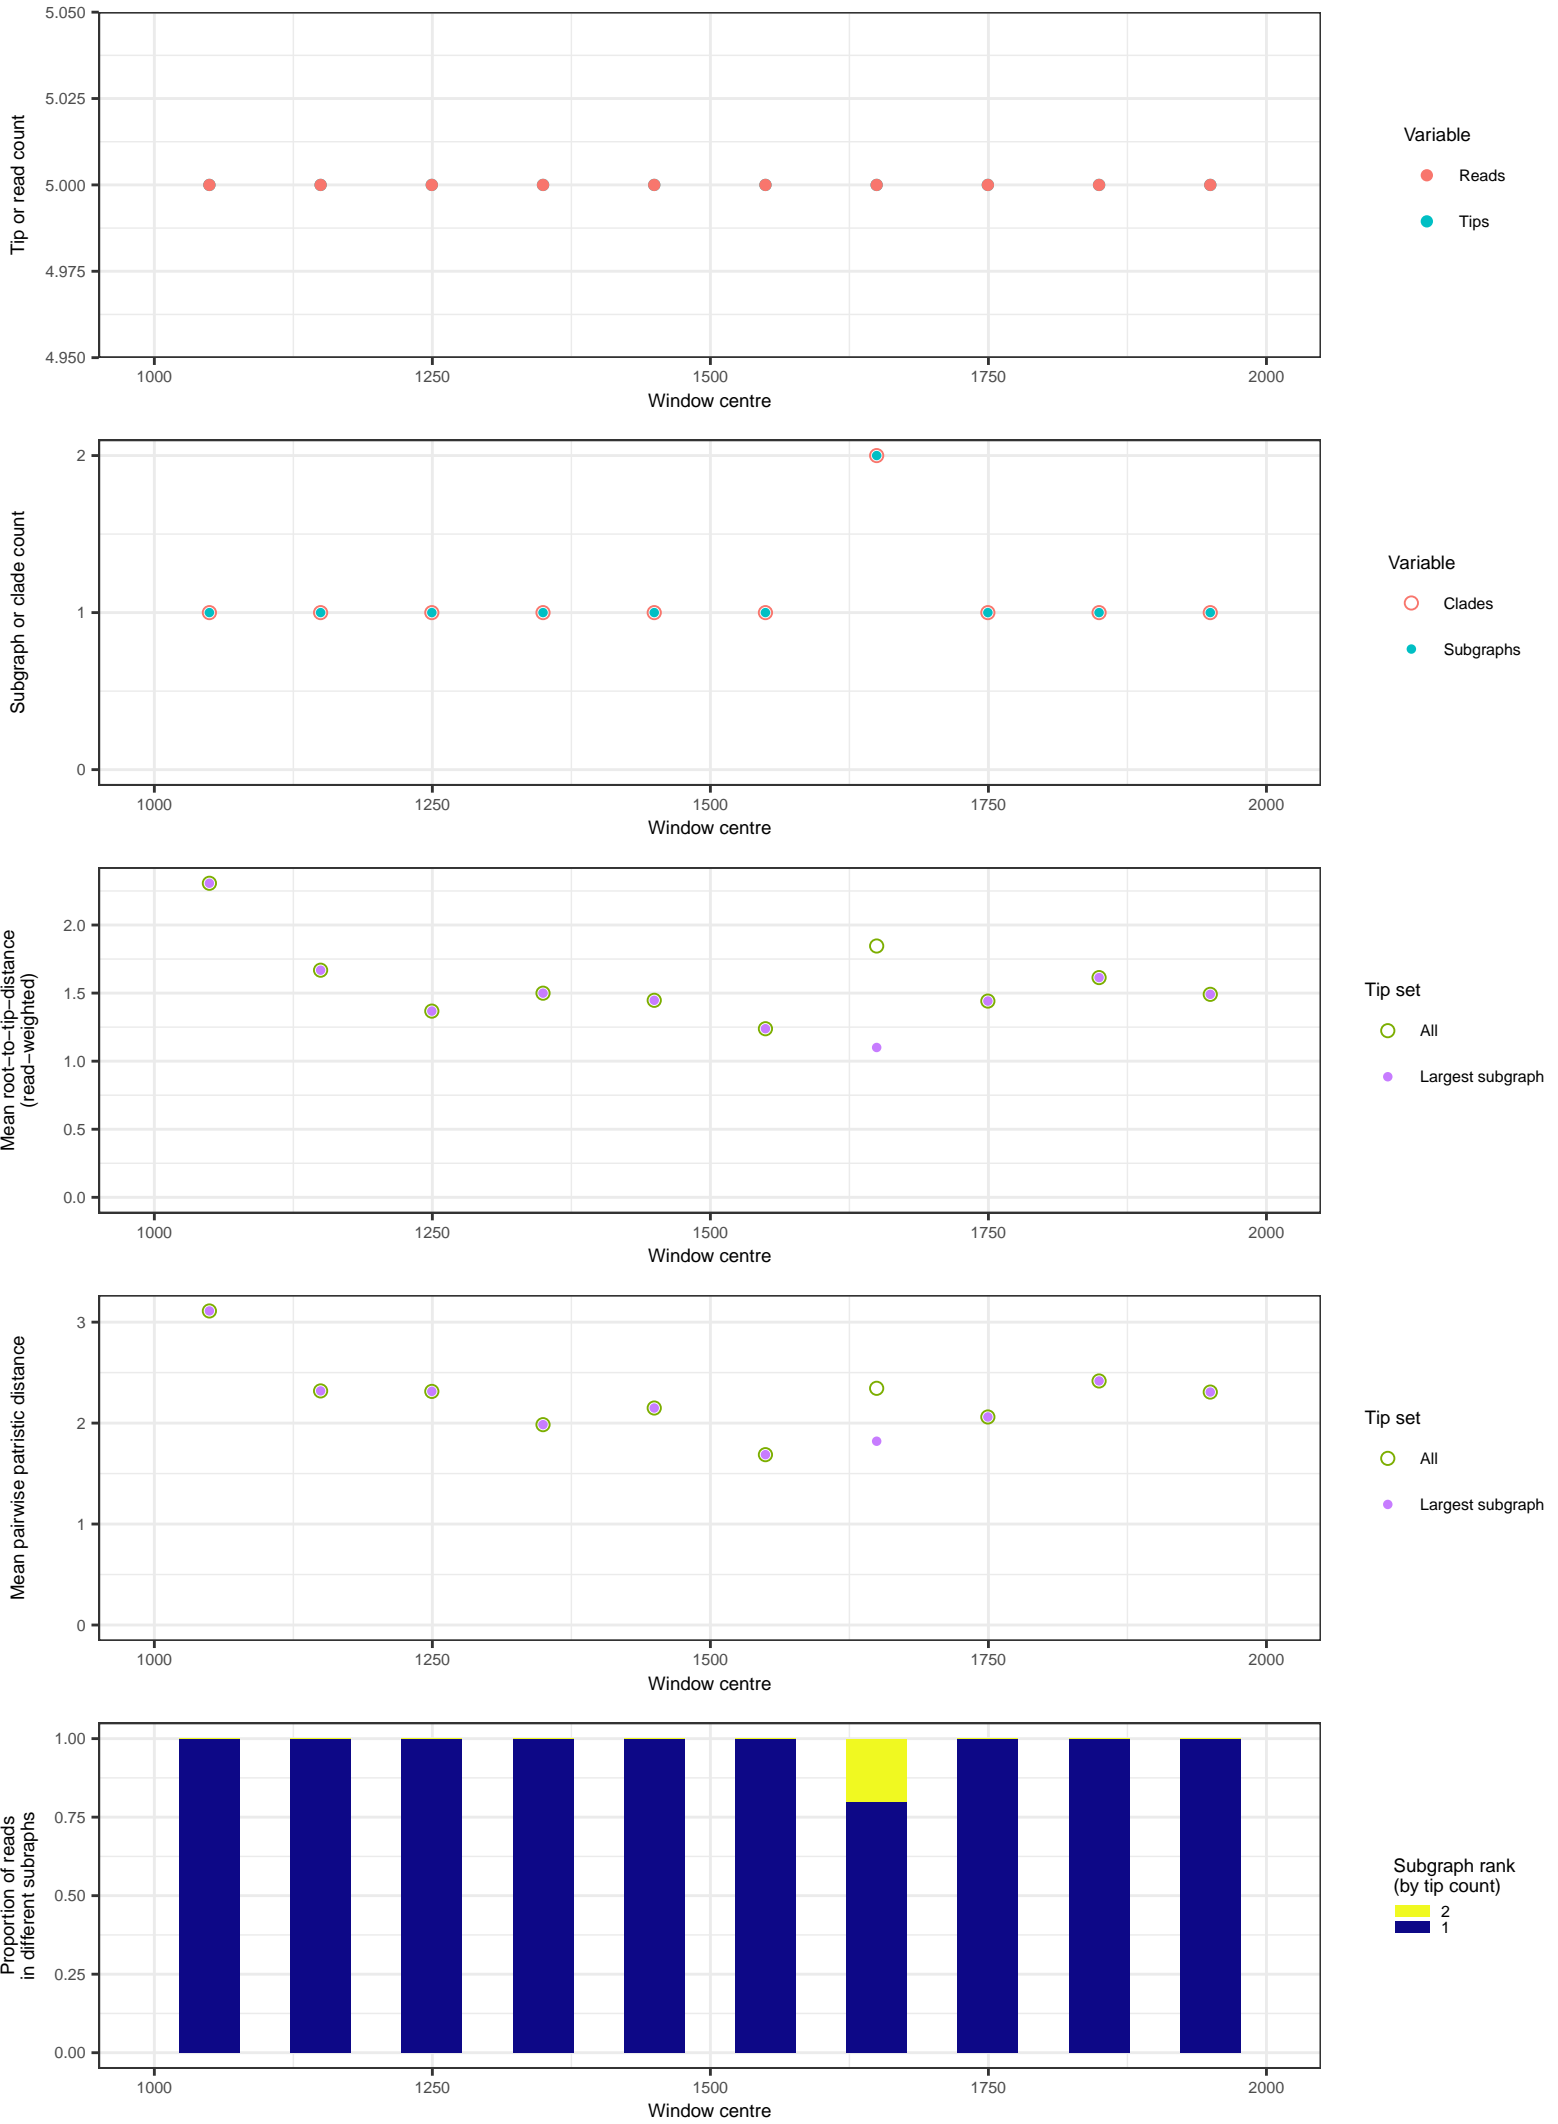 5.050
5.025
5.000
4.975
4.950
Tip or read count
1000 1250 1500 1750 2000
Window centre
Variable
Reads
Tips
2
1
0
Subgraph or clade count
1000 1250 1500 1750 2000
Window centre
Variable
Clades
Subgraphs
2.0
1.5
1.0
0.5
0.0
Mean root−to−tip−distance
(read−weighted)
1000 1250 1500 1750 2000
Window centre
Tip set
All
Largest subgraph
3
2
1
0
Mean pairwise patristic distance
1000 1250 1500 1750 2000
Window centre
Tip set
All
Largest subgraph
1.00
0.75
0.50
0.25
0.00
Proportion of reads
in different subraphs
1000 1250 1500 1750 2000
Window centre
Subgraph rank
(by tip count)
2
1